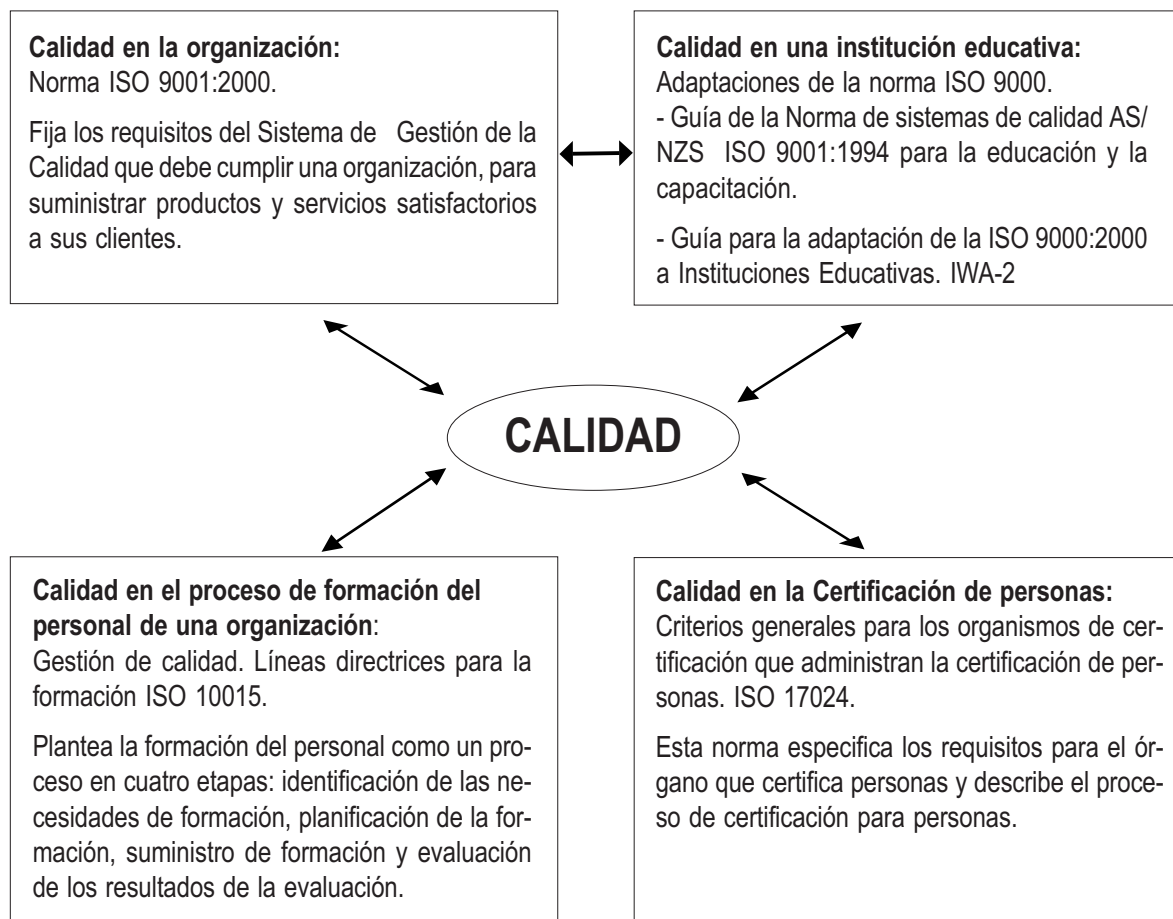 Calidad en la organización:
Norma ISO 9001:2000.
Fija los requisitos del Sistema de Gestión de la
Calidad que debe cumplir una organización, para
suministrar productos y servicios satisfactorios
a sus clientes.
Calidad en una institución educativa:
Adaptaciones de la norma ISO 9000.
- Guía de la Norma de sistemas de calidad AS/
NZS ISO 9001:1994 para la educación y la
capacitación.
- Guía para la adaptación de la ISO 9000:2000
a Instituciones Educativas. IWA-2
CALIDAD
Calidad en el proceso de formación del
personal de una organización:
Gestión de calidad. Líneas directrices para la
formación ISO 10015.
Plantea la formación del personal como un pro-
ceso en cuatro etapas: identificación de las ne-
cesidades de formación, planificación de la for-
mación, suministro de formación y evaluación
de los resultados de la evaluación.
Calidad en la Certificación de personas:
Criterios generales para los organismos de cer-
tificación que administran la certificación de per-
sonas. ISO 17024.
Esta norma especifica los requisitos para el ór-
gano que certifica personas y describe el proce-
so de certificación para personas.